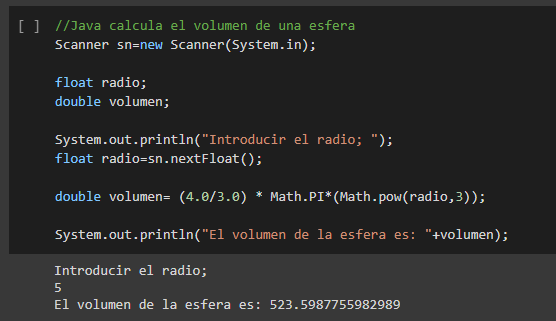 [ ] //Java calcula el volumen de una esfera
Scanner sn=new Scanner(System.in);
float radio;
double volumen;
System.out.println("Introducir el radio; ");
float radio=sn.nextFloat();
double volumen= (4.0/3.0) * Math.PI*(Math.pow(radio,3));
System.out.println("El volumen de la esfera es: "+volumen);
Introducir el radio;
5
El volumen de la esfera es: 523.5987755982989